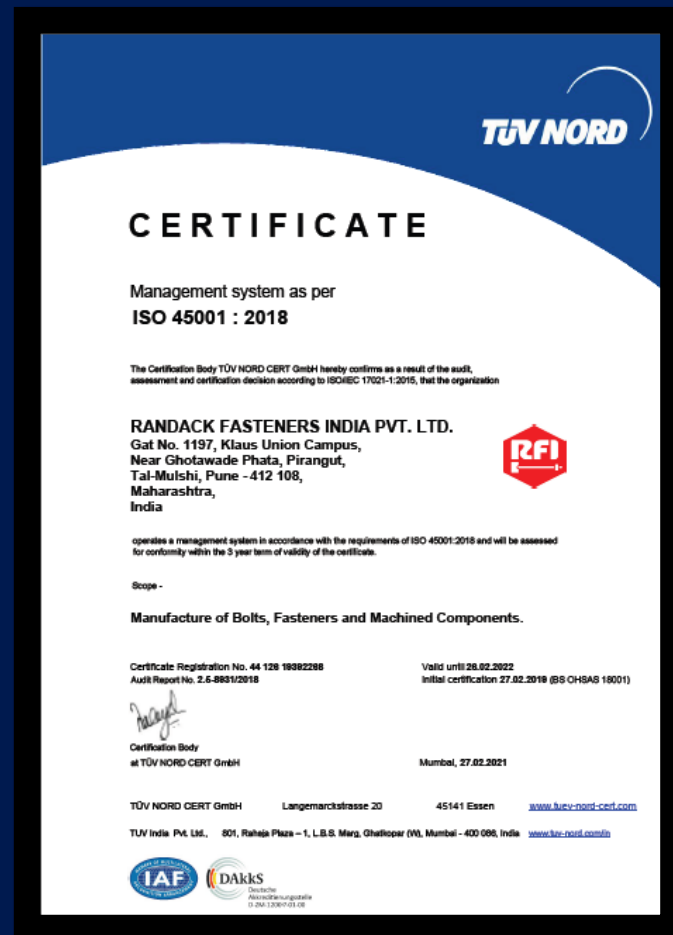 TÜV NORD
CERTIFICATE
Management system as per
ISO 45001 : 2018
The Certification Body TÜV NORD CERT GmbH hereby confirms as a result of the audit,
assessment and certification decision according to ISO/IEC 17021-1:2015, that the organization
RANDACK FASTENERS INDIA PVT. LTD.
Gat No. 1197, Klaus Union Campus,
Near Ghotawade Phata, Pirangut,
Tal-Mulshi, Pune - 412 108,
Maharashtra,
India
RFI
operates a management system in accordance with the requirements of ISO 45001:2018 and will be assessed
for conformity within the 3 year term of validity of the certificate.
Scope -
Manufacture of Bolts, Fasteners and Machined Components.
Certificate Registration No. 44 126 19392268
Valid until 26.02.2022
Audit Report No. 2.5-8931/2018
Initial certification 27.02.2019 (BS OHSAS 18001)
Certification Body
at TÜV NORD CERT GmbH
Mumbai, 27.02.2021
TÜV NORD CERT GmbH Langemarckstrasse 20 45141 Essen www.tuev-nord-cert.com
TUV India Pvt. Ltd., 801, Raheja Plaza – 1, L.B.S. Marg, Ghatkopar (W), Mumbai - 400 086, India www.tuv-nord.com/in
IAF
DAkkS
Deutsche
Akkreditierungsstelle
D-ZM-12007-01-00